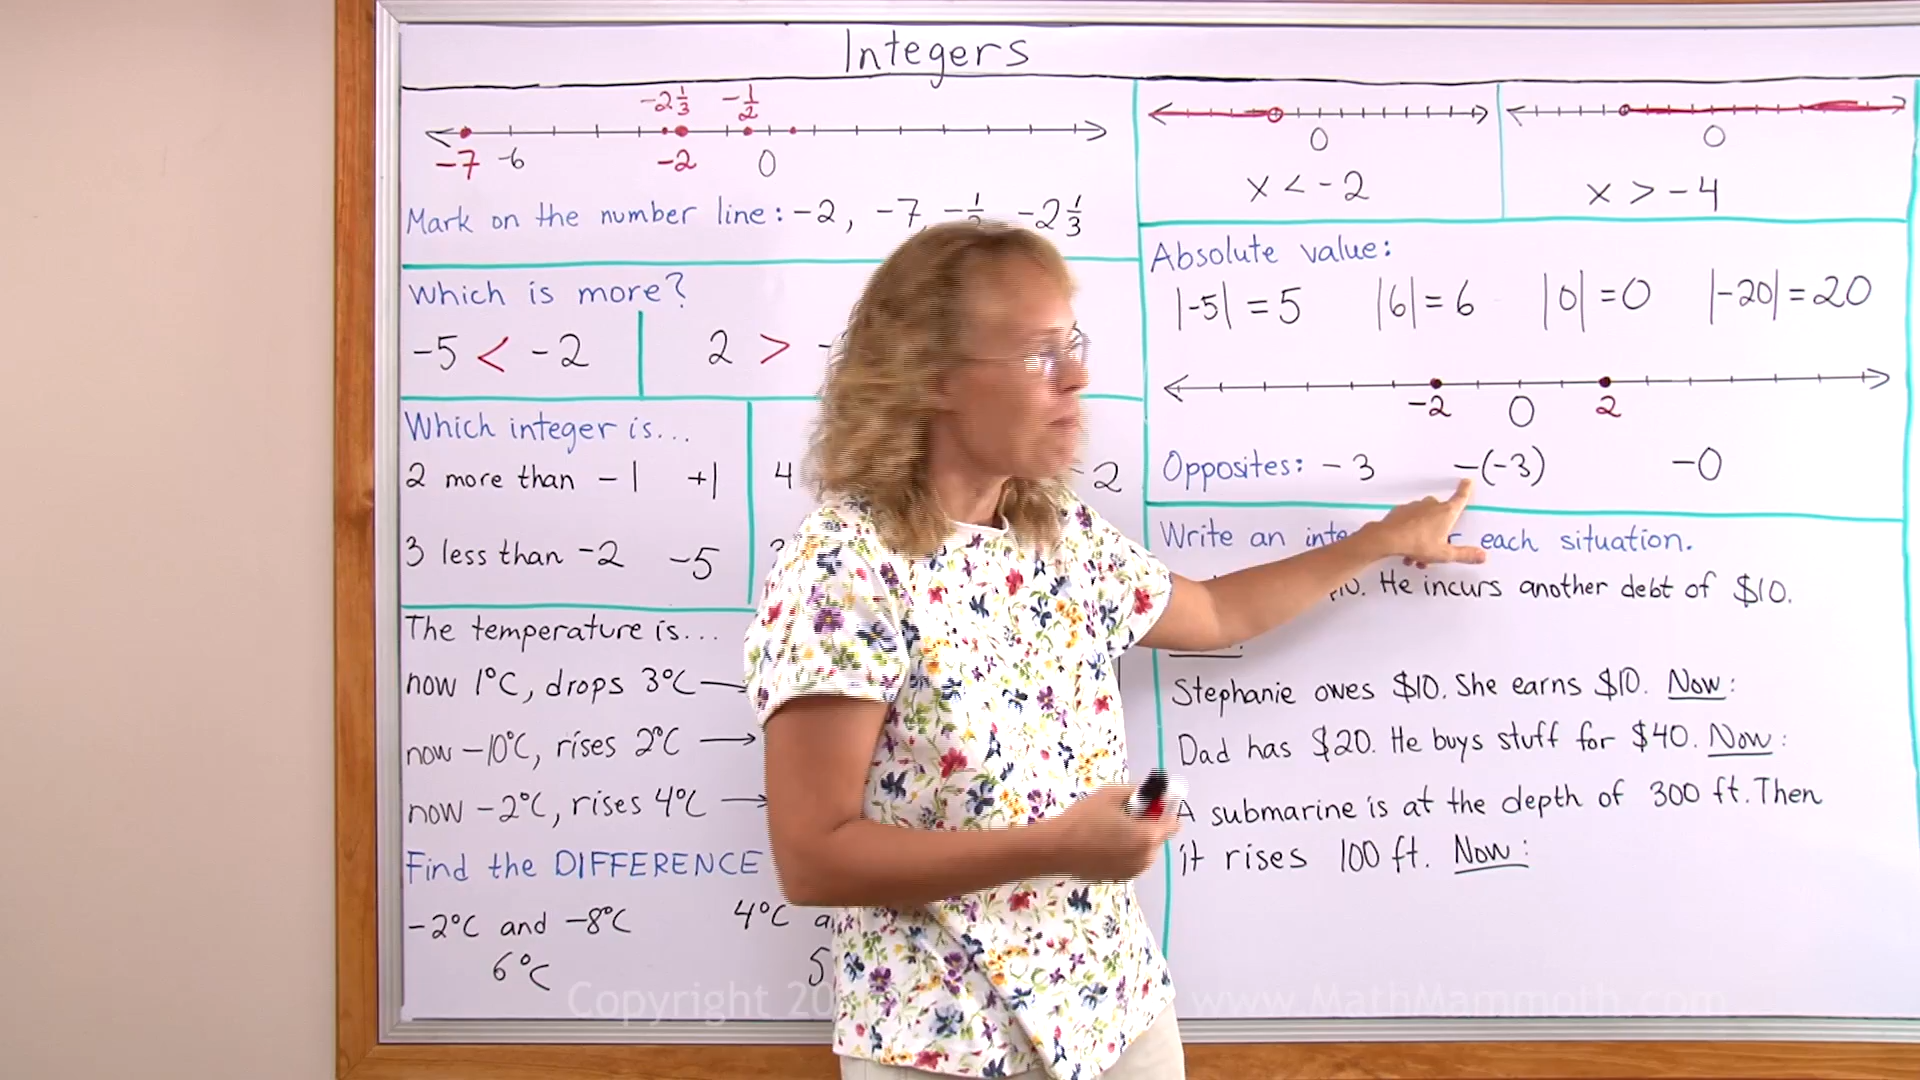 Integers
-2 1/3 -1/2
-7 -6 -2 0
Mark on the number line: -2, -7, -1/2, -2 1/3
Which is more?
-5 < -2
2 > -
Which integer is...
2 more than -1 +1
4
-2
3 less than -2 -5
The temperature is...
now 1°C, drops 3°C
now -10°C, rises 2°C
now -2°C, rises 4°C
Find the DIFFERENCE
-2°C and -8°C
6°C
4°C
5
0
x < -2
0
x > -4
Absolute value:
|-5| = 5 |6| = 6 |0| = 0 |-20| = 20
-2 0 2
Opposites: -3 -(-3) -0
Write an each situation.
He incurs another debt of $10.
Stephanie owes $10. She earns $10. Now:
Dad has $20. He buys stuff for $40. Now:
A submarine is at the depth of 300 ft. Then
it rises 100 ft. Now:
Copyright www.MathMammoth.com